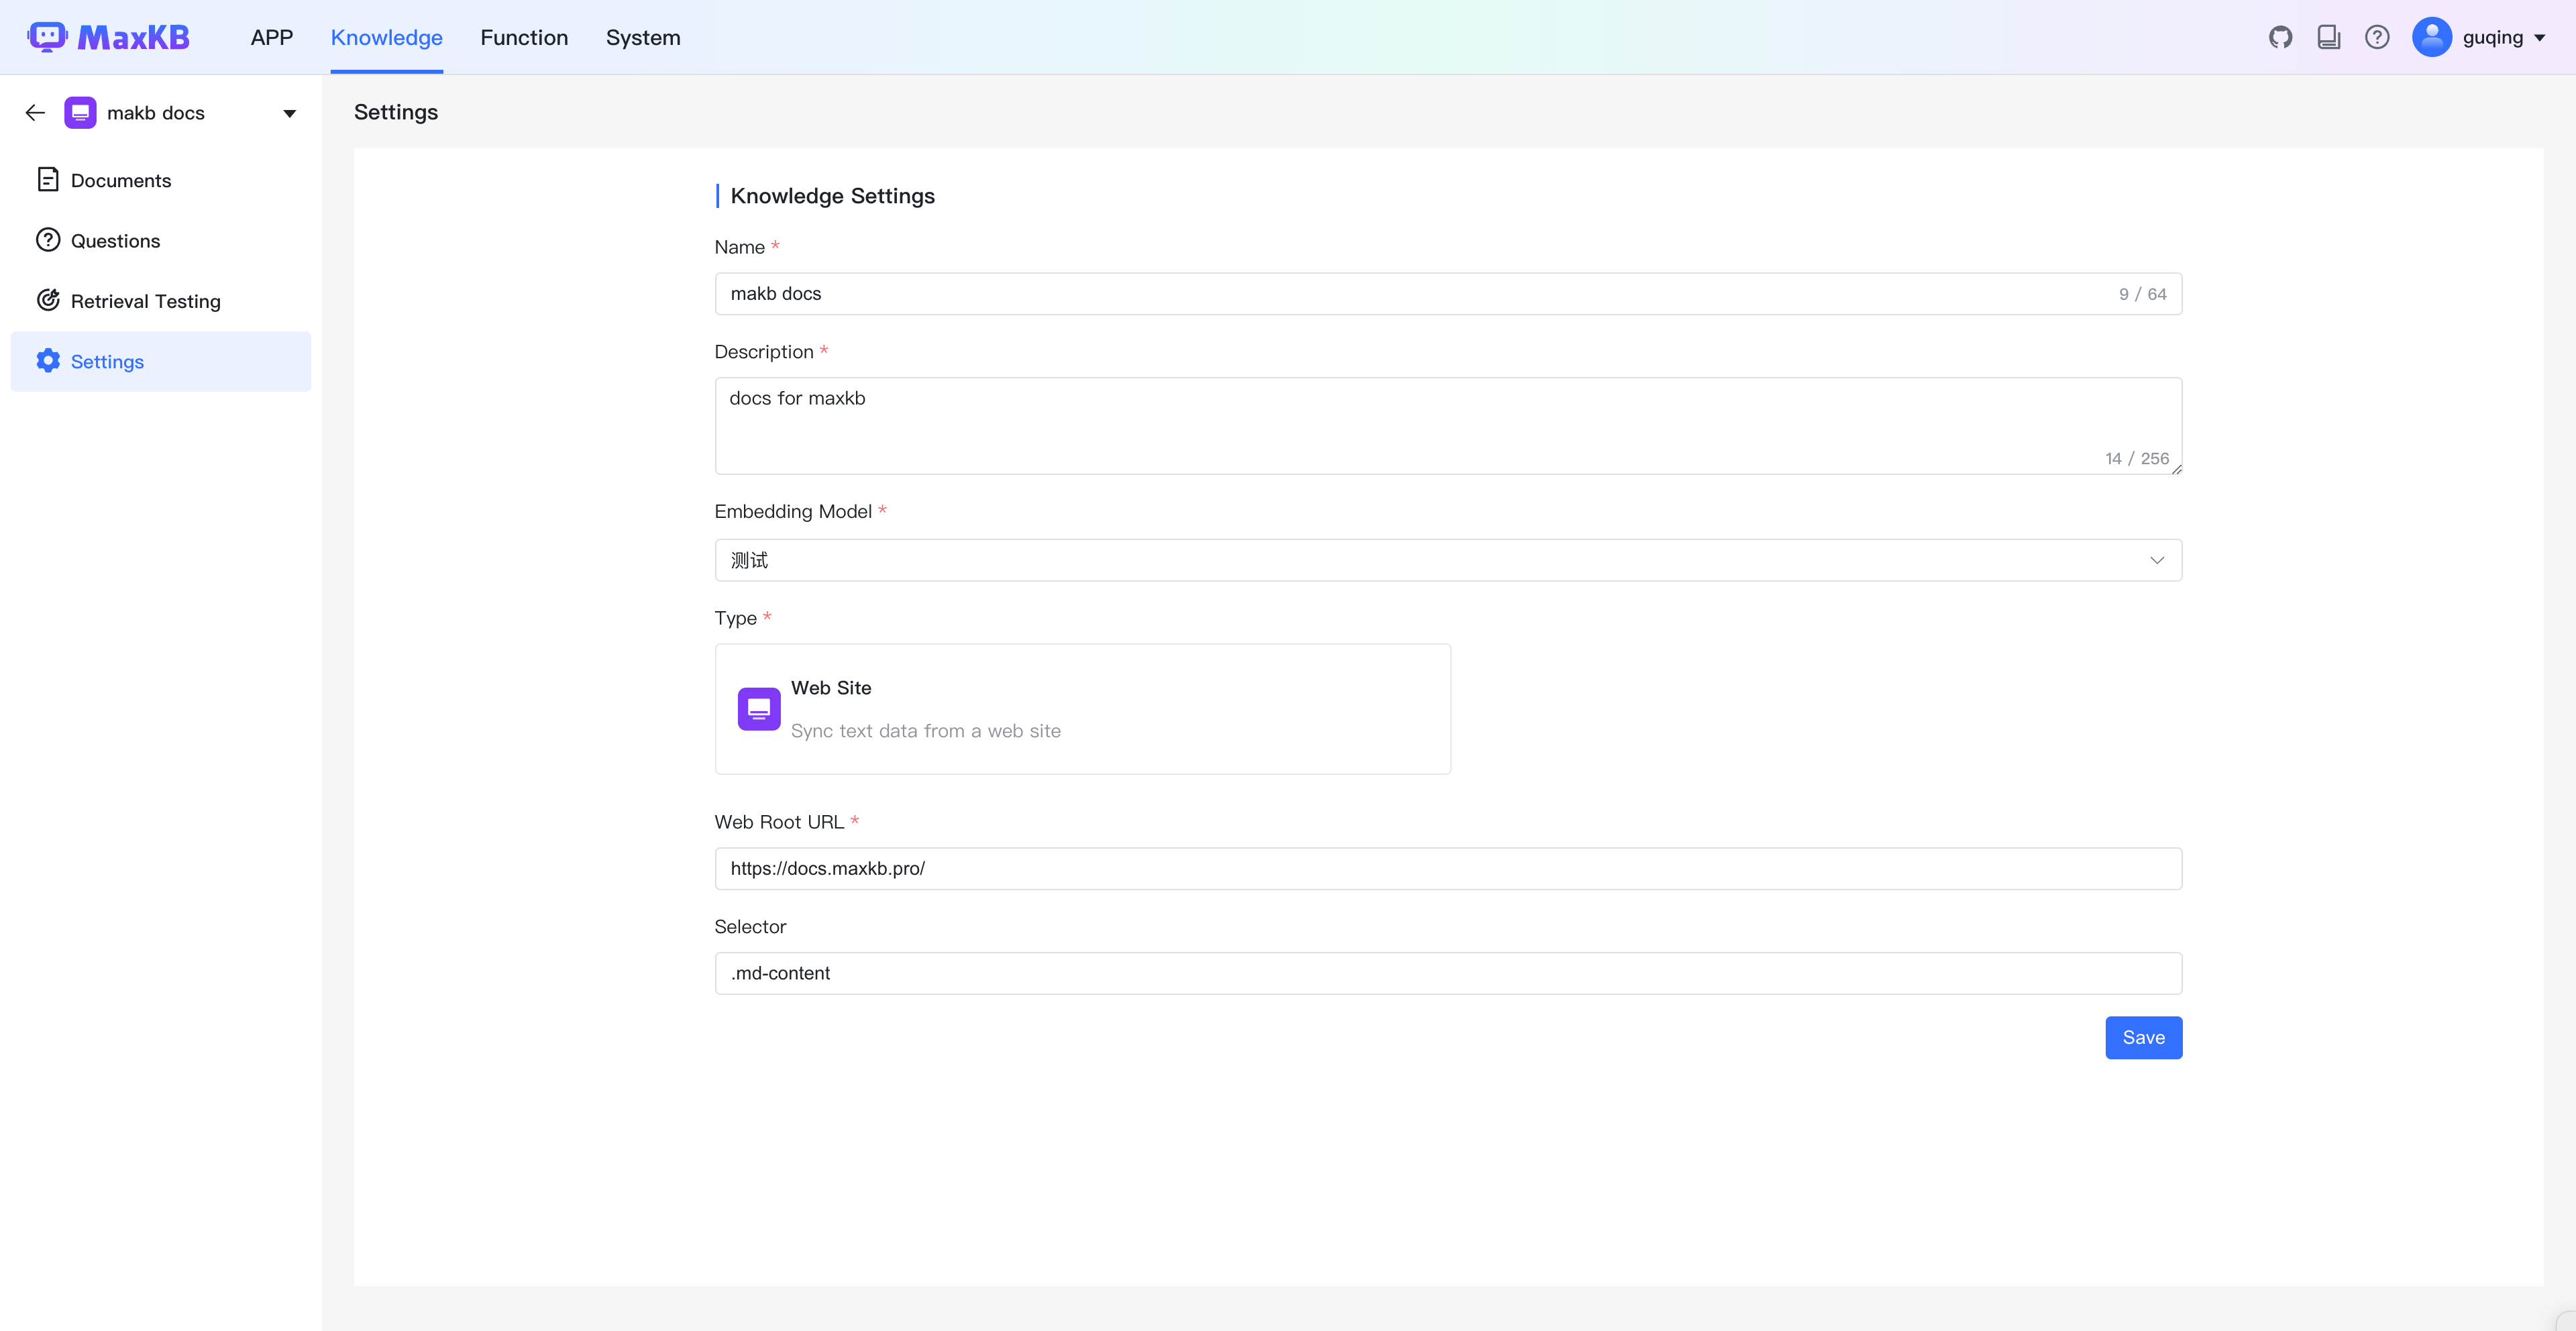 MaxKB
APP
Knowledge
Function
System
guqing
makb docs
Documents
Questions
Retrieval Testing
Settings
Settings
Knowledge Settings
Name *
makb docs
9 / 64
Description *
docs for maxkb
14 / 256
Embedding Model *
测试
Type *
Web Site
Sync text data from a web site
Web Root URL *
https://docs.maxkb.pro/
Selector
.md-content
Save